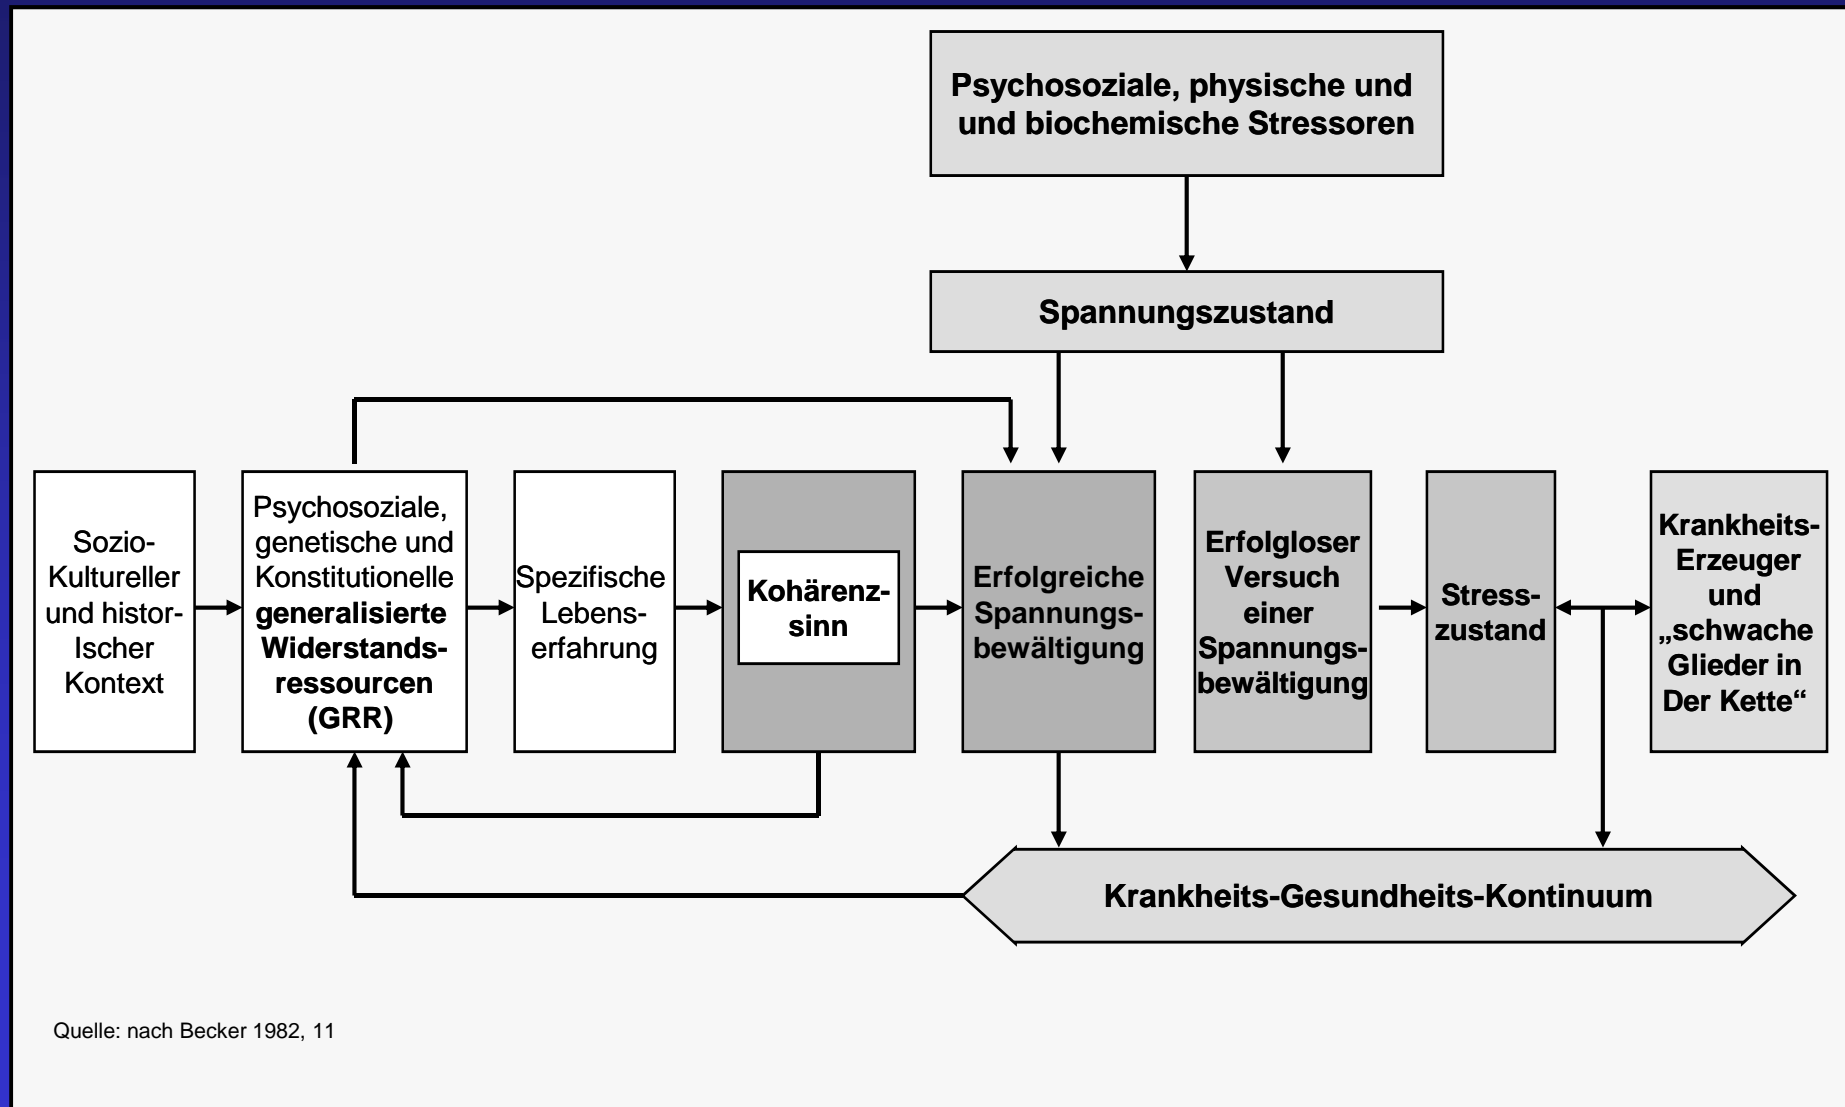 Psychosoziale, physische und
und biochemische Stressoren
Spannungszustand
Sozio-
Kultureller
und histor-
Ischer
Kontext
Psychosoziale,
genetische und
Konstitutionelle
generalisierte
Widerstands-
ressourcen
(GRR)
Spezifische
Lebens-
erfahrung
Kohärenz-
sinn
Erfolgreiche
Spannungs-
bewältigung
Erfolgloser
Versuch
einer
Spannungs-
bewältigung
Stress-
zustand
Krankheits-
Erzeuger
und
„schwache
Glieder in
Der Kette“
Krankheits-Gesundheits-Kontinuum
Quelle: nach Becker 1982, 11